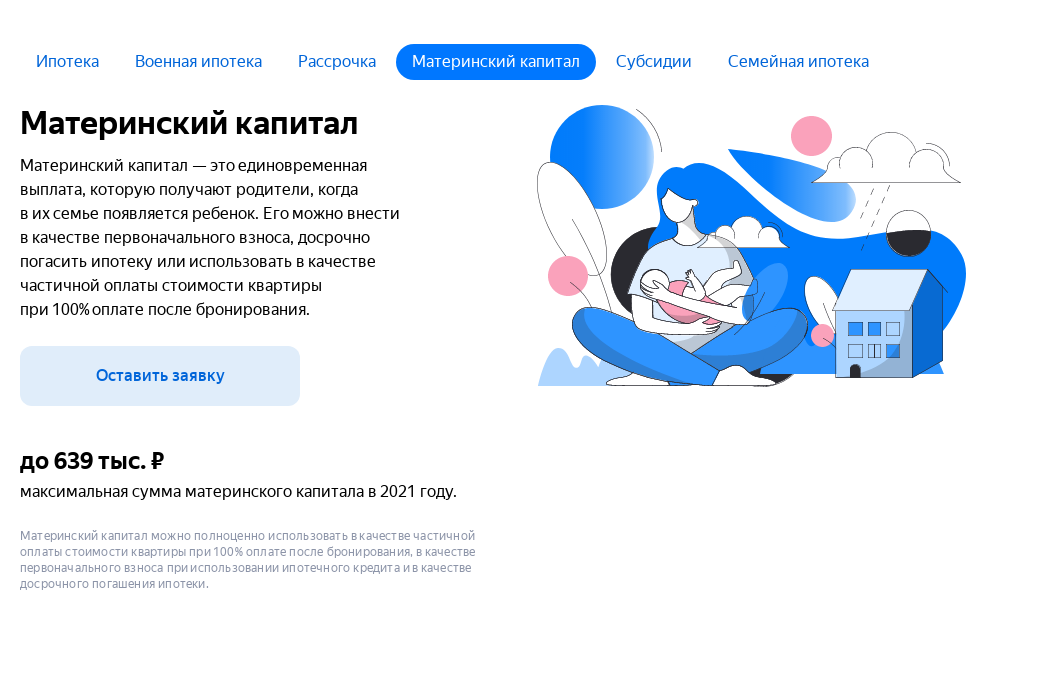 Ипотека Военная ипотека Рассрочка Материнский капитал Субсидии Семейная ипотека
Материнский капитал
Материнский капитал — это единовременная
выплата, которую получают родители, когда
в их семье появляется ребенок. Его можно внести
в качестве первоначального взноса, досрочно
погасить ипотеку или использовать в качестве
частичной оплаты стоимости квартиры
при 100% оплате после бронирования.
Оставить заявку
до 639 тыс. ₽
максимальная сумма материнского капитала в 2021 году.
Материнский капитал можно полноценно использовать в качестве частичной
оплаты стоимости квартиры при 100% оплате после бронирования, в качестве
первоначального взноса при использовании ипотечного кредита и в качестве
досрочного погашения ипотеки.